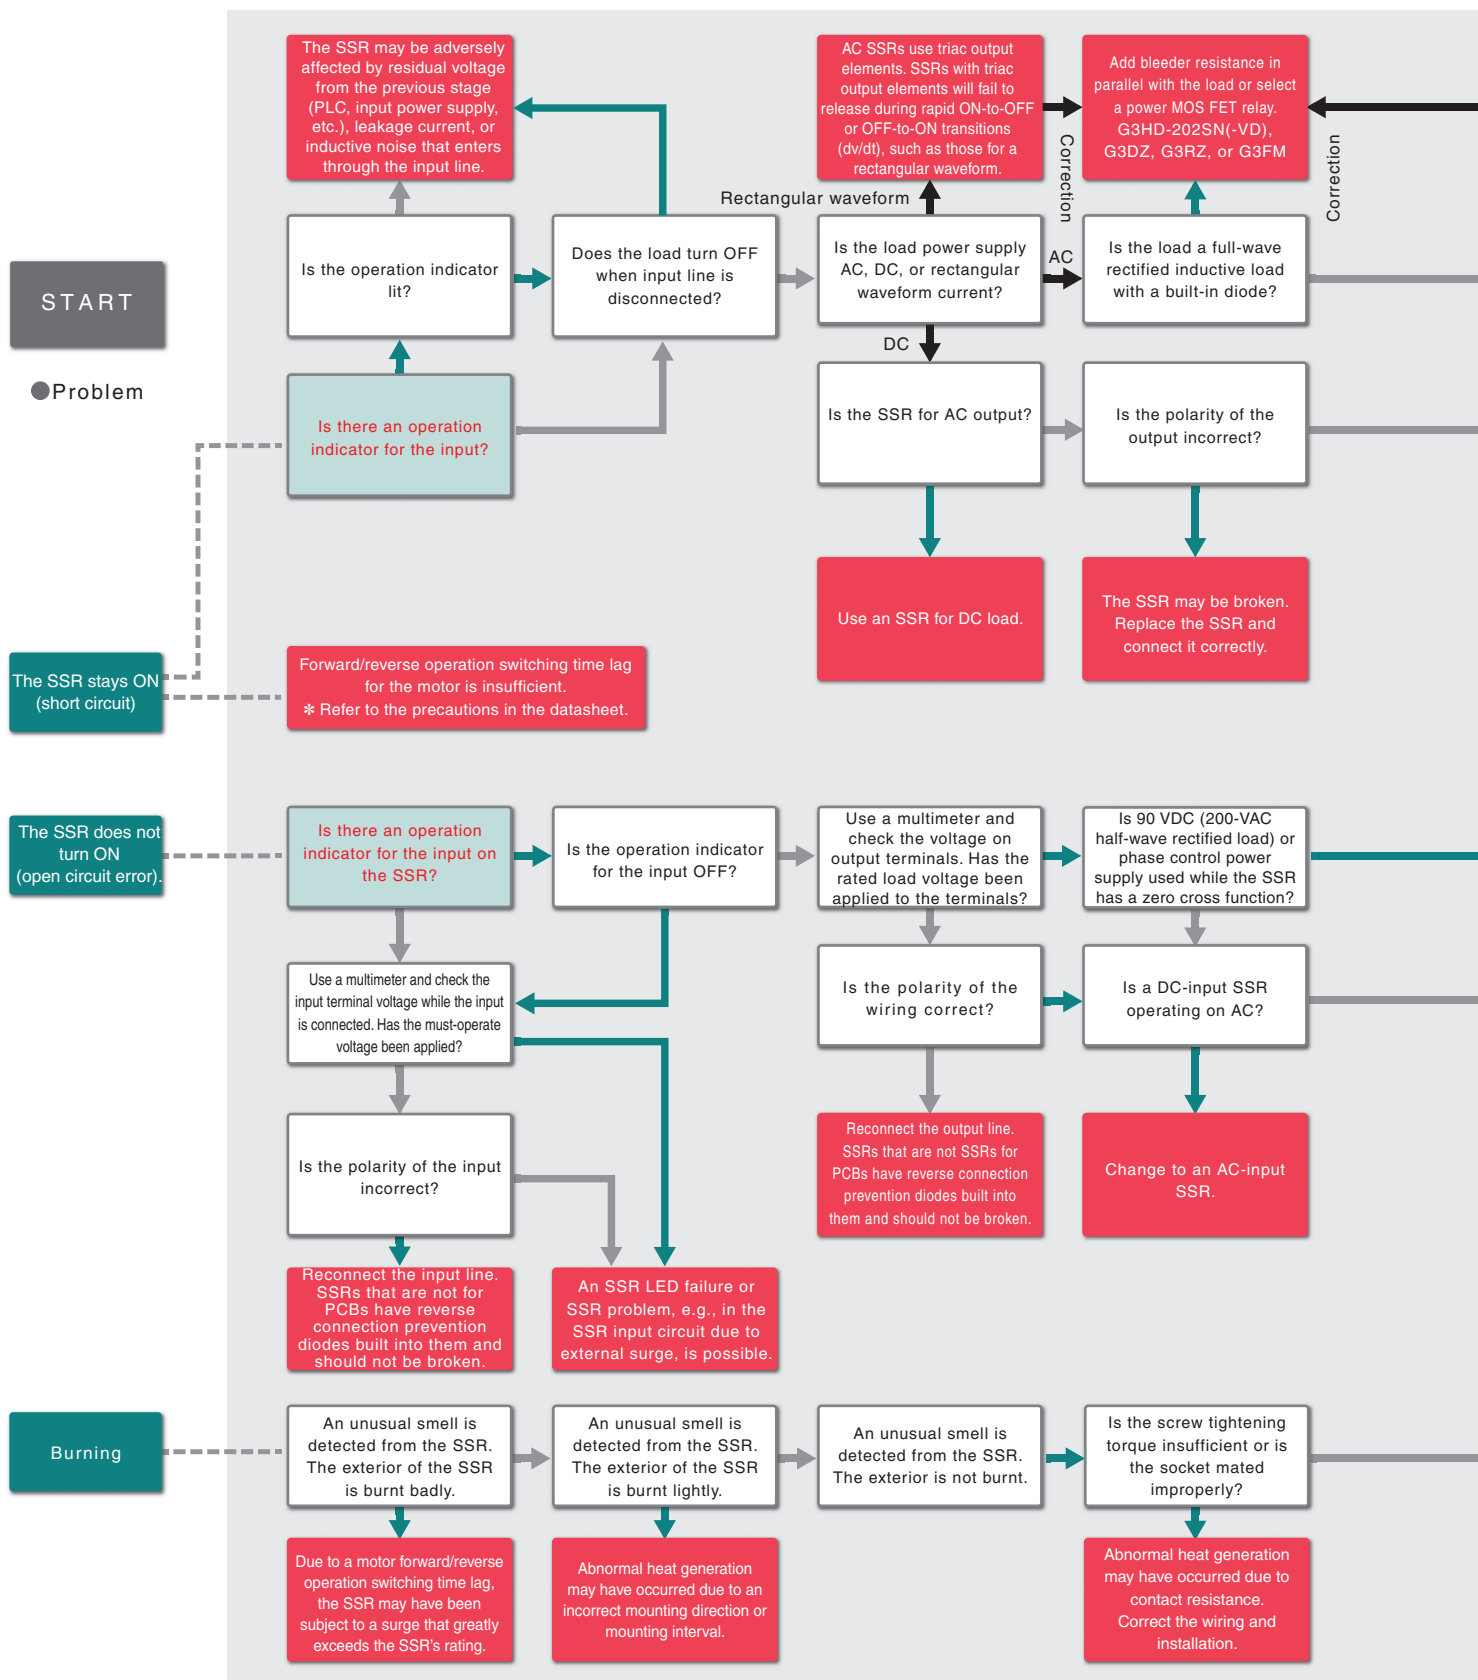 START
●Problem
The SSR may be adversely
affected by residual voltage
from the previous stage
(PLC, input power supply,
etc.), leakage current, or
inductive noise that enters
through the input line.
AC SSRs use triac output
elements. SSRs with triac
output elements will fail to
release during rapid ON-to-OFF
or OFF-to-ON transitions
(dv/dt), such as those for a
rectangular waveform.
Correction
Add bleeder resistance in
parallel with the load or select
a power MOS FET relay.
G3HD-202SN(-VD),
G3DZ, G3RZ, or G3FM
Correction
Rectangular waveform
Is the operation indicator
lit?
Does the load turn OFF
when input line is
disconnected?
Is the load power supply
AC, DC, or rectangular
waveform current?
AC
Is the load a full-wave
rectified inductive load
with a built-in diode?
DC
Is there an operation
indicator for the input?
Is the SSR for AC output?
Is the polarity of the
output incorrect?
Use an SSR for DC load.
The SSR may be broken.
Replace the SSR and
connect it correctly.
The SSR stays ON
(short circuit)
Forward/reverse operation switching time lag
for the motor is insufficient.
✻ Refer to the precautions in the datasheet.
The SSR does not
turn ON
(open circuit error).
Is there an operation
indicator for the input on
the SSR?
Is the operation indicator
for the input OFF?
Use a multimeter and
check the voltage on
output terminals. Has the
rated load voltage been
applied to the terminals?
Is 90 VDC (200-VAC
half-wave rectified load) or
phase control power
supply used while the SSR
has a zero cross function?
Use a multimeter and check the
input terminal voltage while the input
is connected. Has the must-operate
voltage been applied?
Is the polarity of the
wiring correct?
Is a DC-input SSR
operating on AC?
Is the polarity of the input
incorrect?
Reconnect the output line.
SSRs that are not SSRs for
PCBs have reverse connection
prevention diodes built into
them and should not be broken.
Change to an AC-input
SSR.
Reconnect the input line.
SSRs that are not for
PCBs have reverse
connection prevention
diodes built into them and
should not be broken.
An SSR LED failure or
SSR problem, e.g., in the
SSR input circuit due to
external surge, is possible.
Burning
An unusual smell is
detected from the SSR.
The exterior of the SSR
is burnt badly.
An unusual smell is
detected from the SSR.
The exterior of the SSR
is burnt lightly.
An unusual smell is
detected from the SSR.
The exterior is not burnt.
Is the screw tightening
torque insufficient or is
the socket mated
improperly?
Due to a motor forward/reverse
operation switching time lag,
the SSR may have been
subject to a surge that greatly
exceeds the SSR's rating.
Abnormal heat generation
may have occurred due to an
incorrect mounting direction or
mounting interval.
Abnormal heat generation
may have occurred due to
contact resistance.
Correct the wiring and
installation.